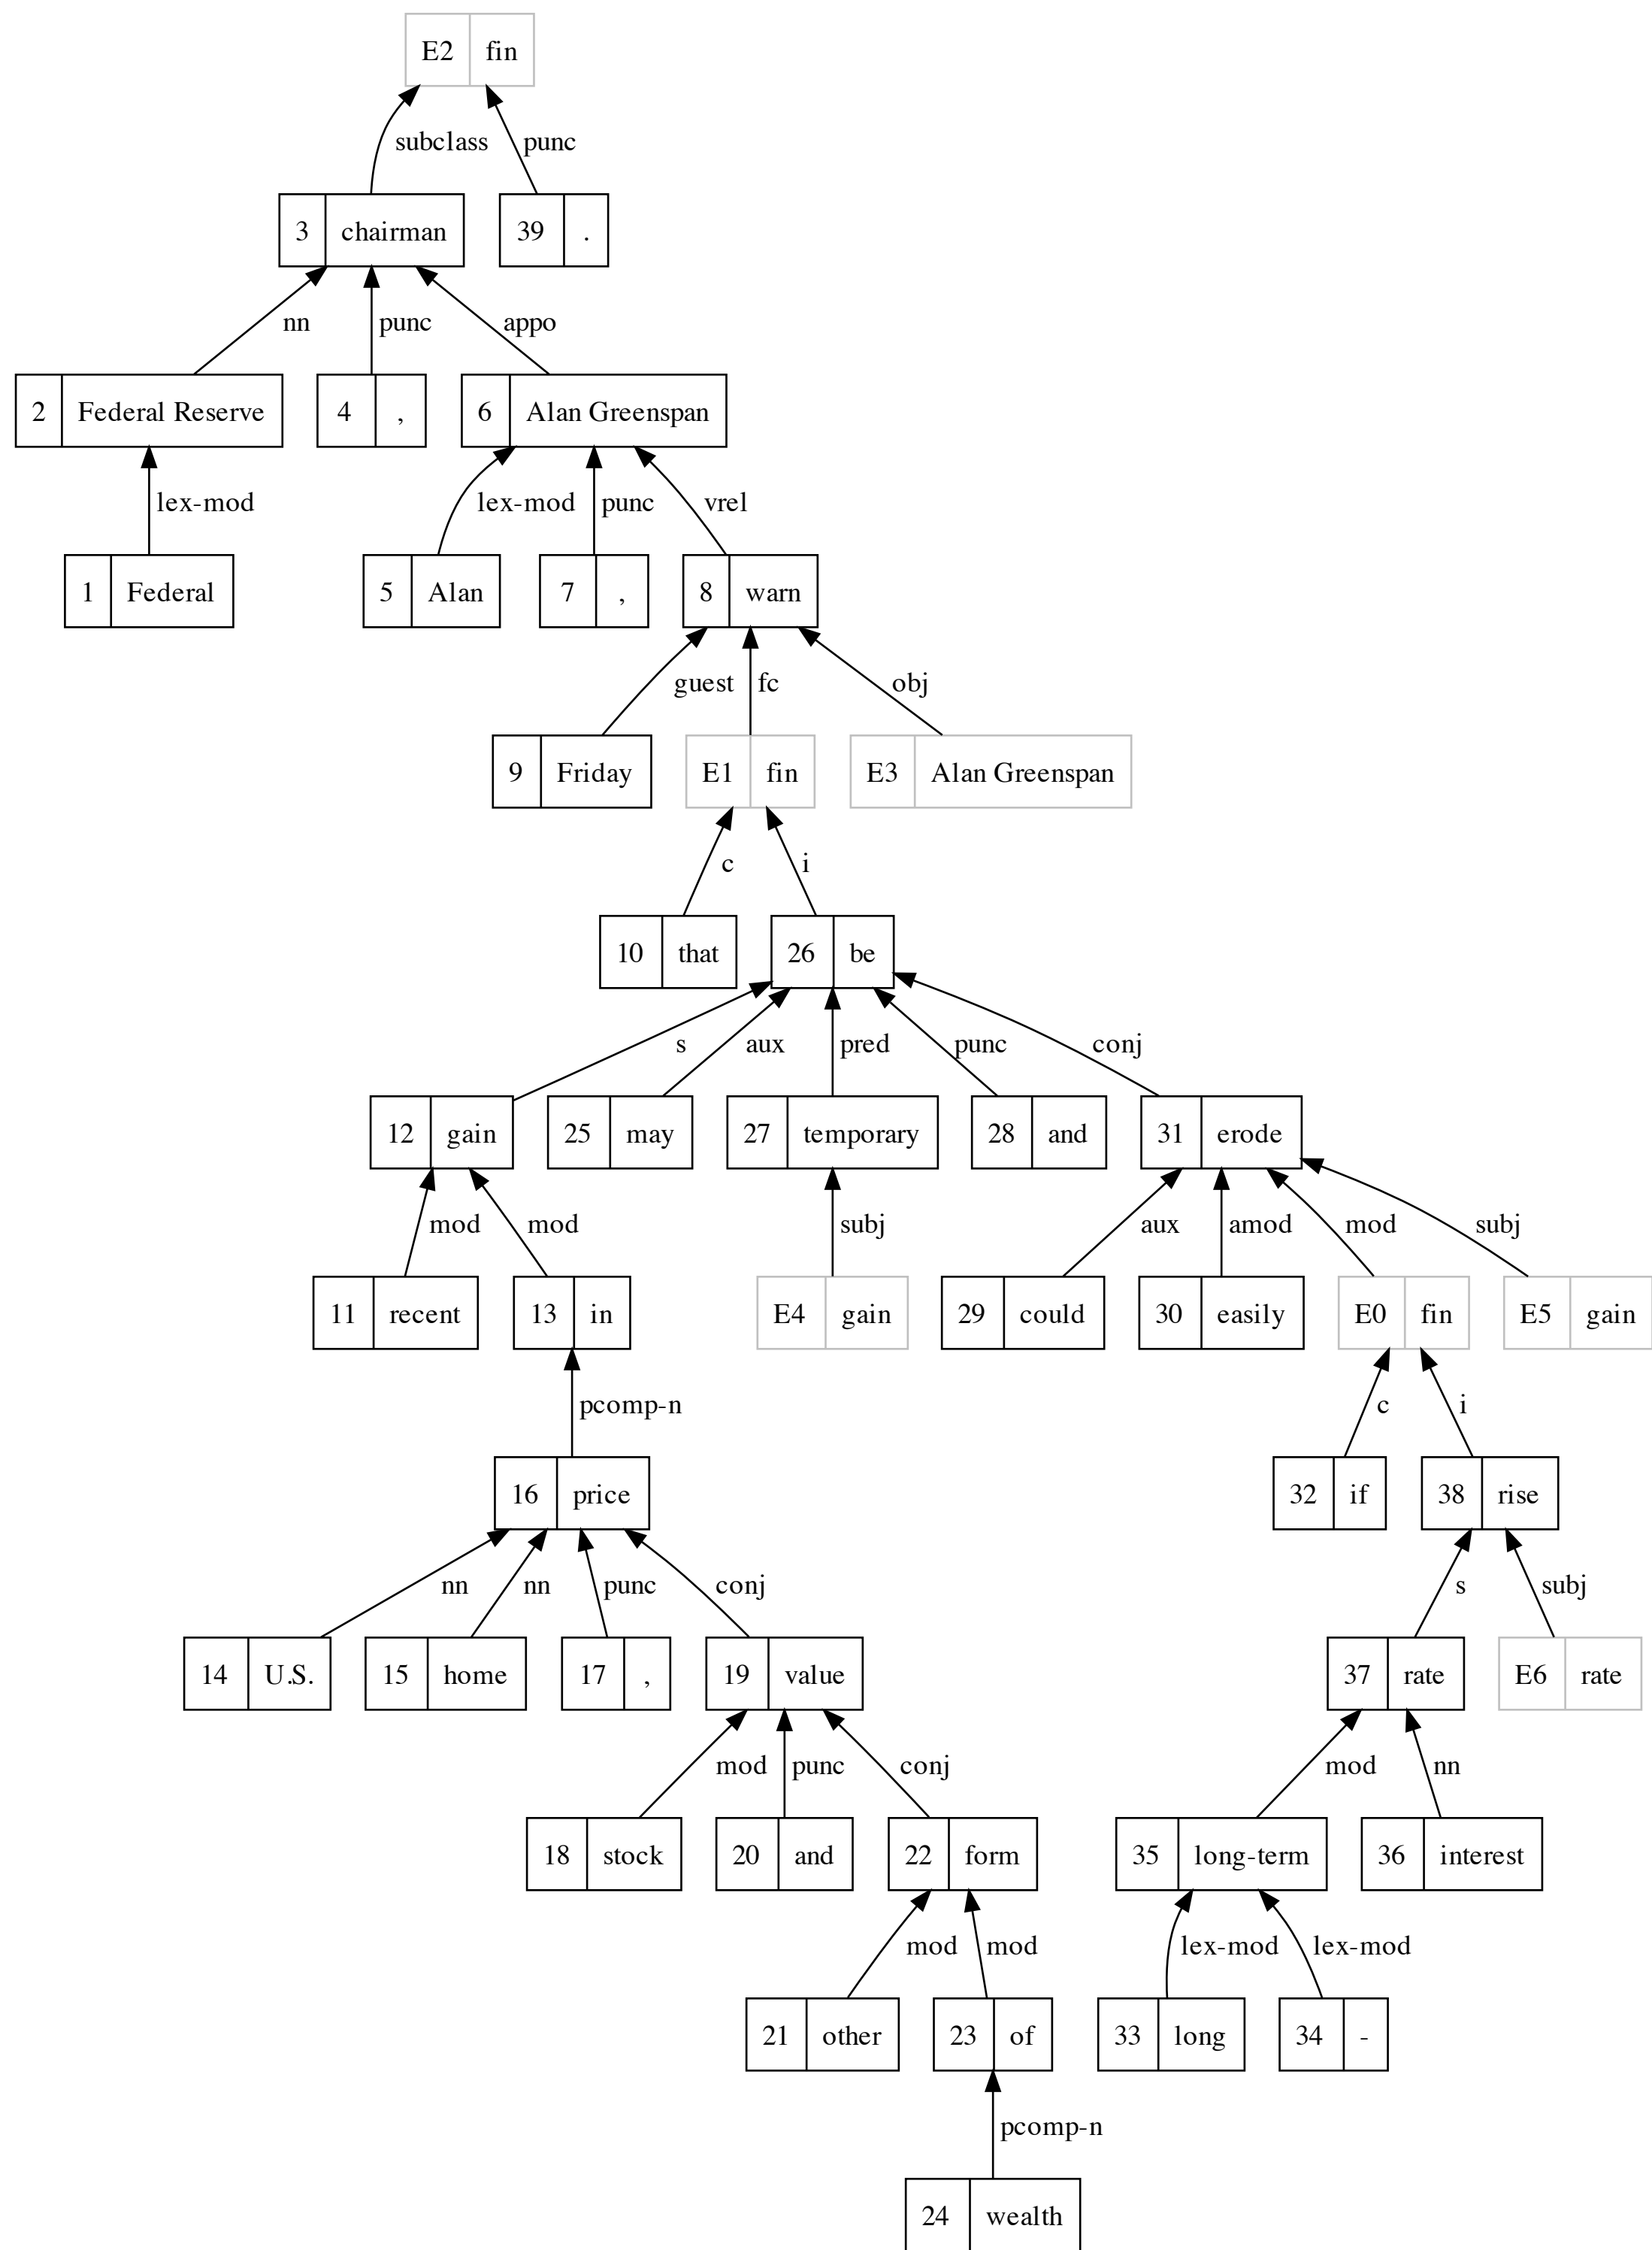 E2 fin
subclass punc
3 chairman 39 .
nn punc appo
2 Federal Reserve 4 , 6 Alan Greenspan
lex-mod lex-mod punc vrel
1 Federal 5 Alan 7 , 8 warn
guest fc obj
9 Friday E1 fin E3 Alan Greenspan
c i
10 that 26 be
s aux pred punc conj
12 gain 25 may 27 temporary 28 and 31 erode
mod mod subj aux amod mod subj
11 recent 13 in E4 gain 29 could 30 easily E0 fin E5 gain
pcomp-n c i
16 price 32 if 38 rise
nn nn punc conj s subj
14 U.S. 15 home 17 , 19 value 37 rate E6 rate
mod punc conj mod nn
18 stock 20 and 22 form 35 long-term 36 interest
mod mod lex-mod lex-mod
21 other 23 of 33 long 34 -
pcomp-n
24 wealth